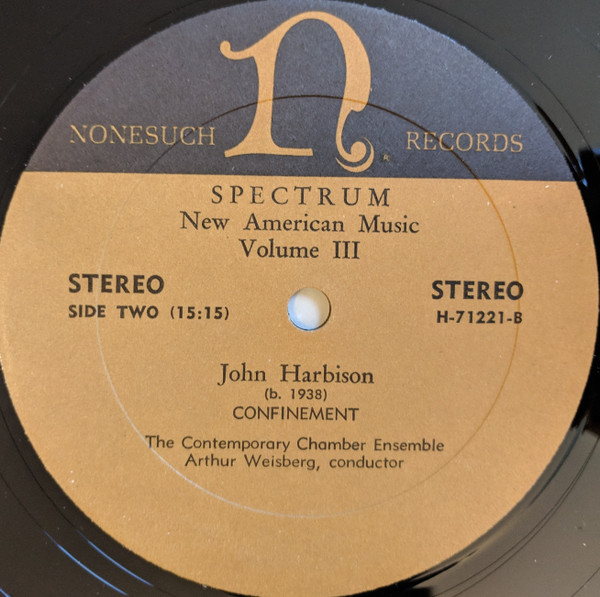 n
NONESUCH RECORDS
SPECTRUM
New American Music
Volume III
STEREO STEREO
SIDE TWO (15:15) H-71221-B
John Harbison
(b. 1938)
CONFINEMENT
The Contemporary Chamber Ensemble
Arthur Weisberg, conductor